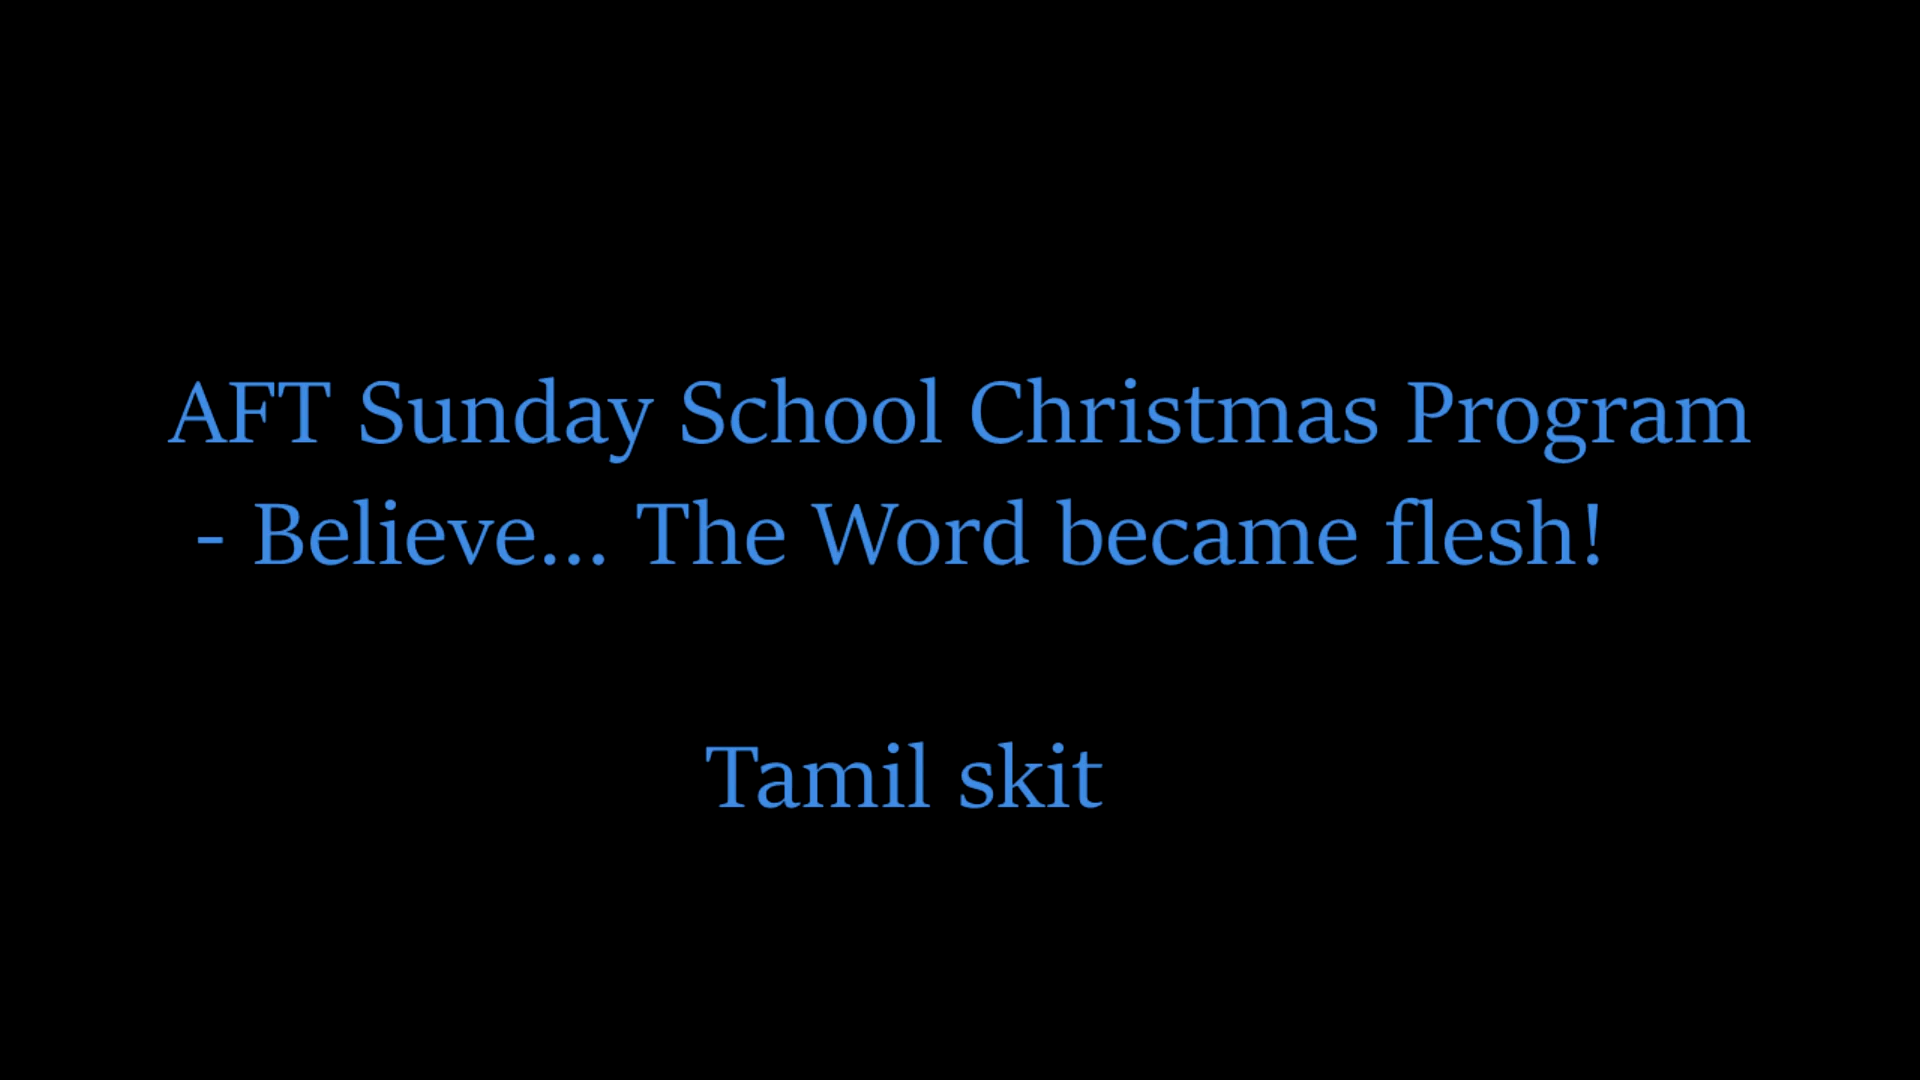 AFT Sunday School Christmas Program
- Believe... The Word became flesh!
Tamil skit